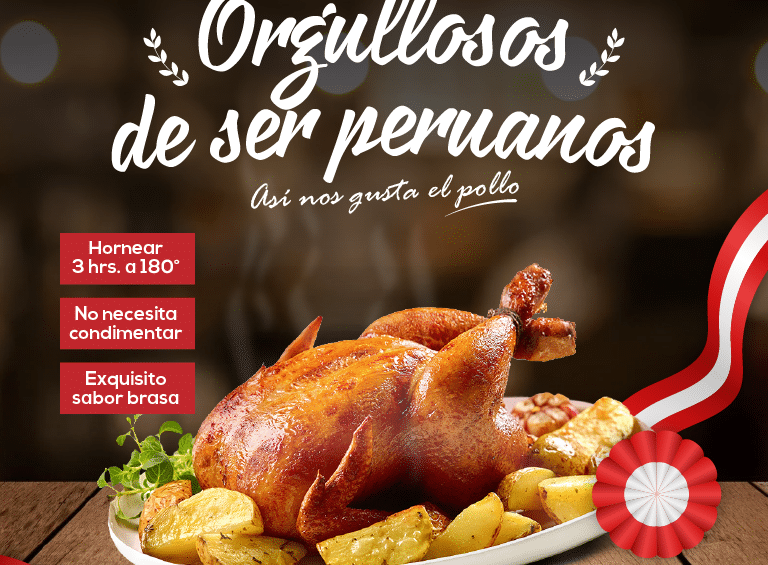 Orgullosos
de ser peruanos
Así nos gusta el pollo
Hornear
3 hrs. a 180°
No necesita
condimentar
Exquisito
sabor brasa